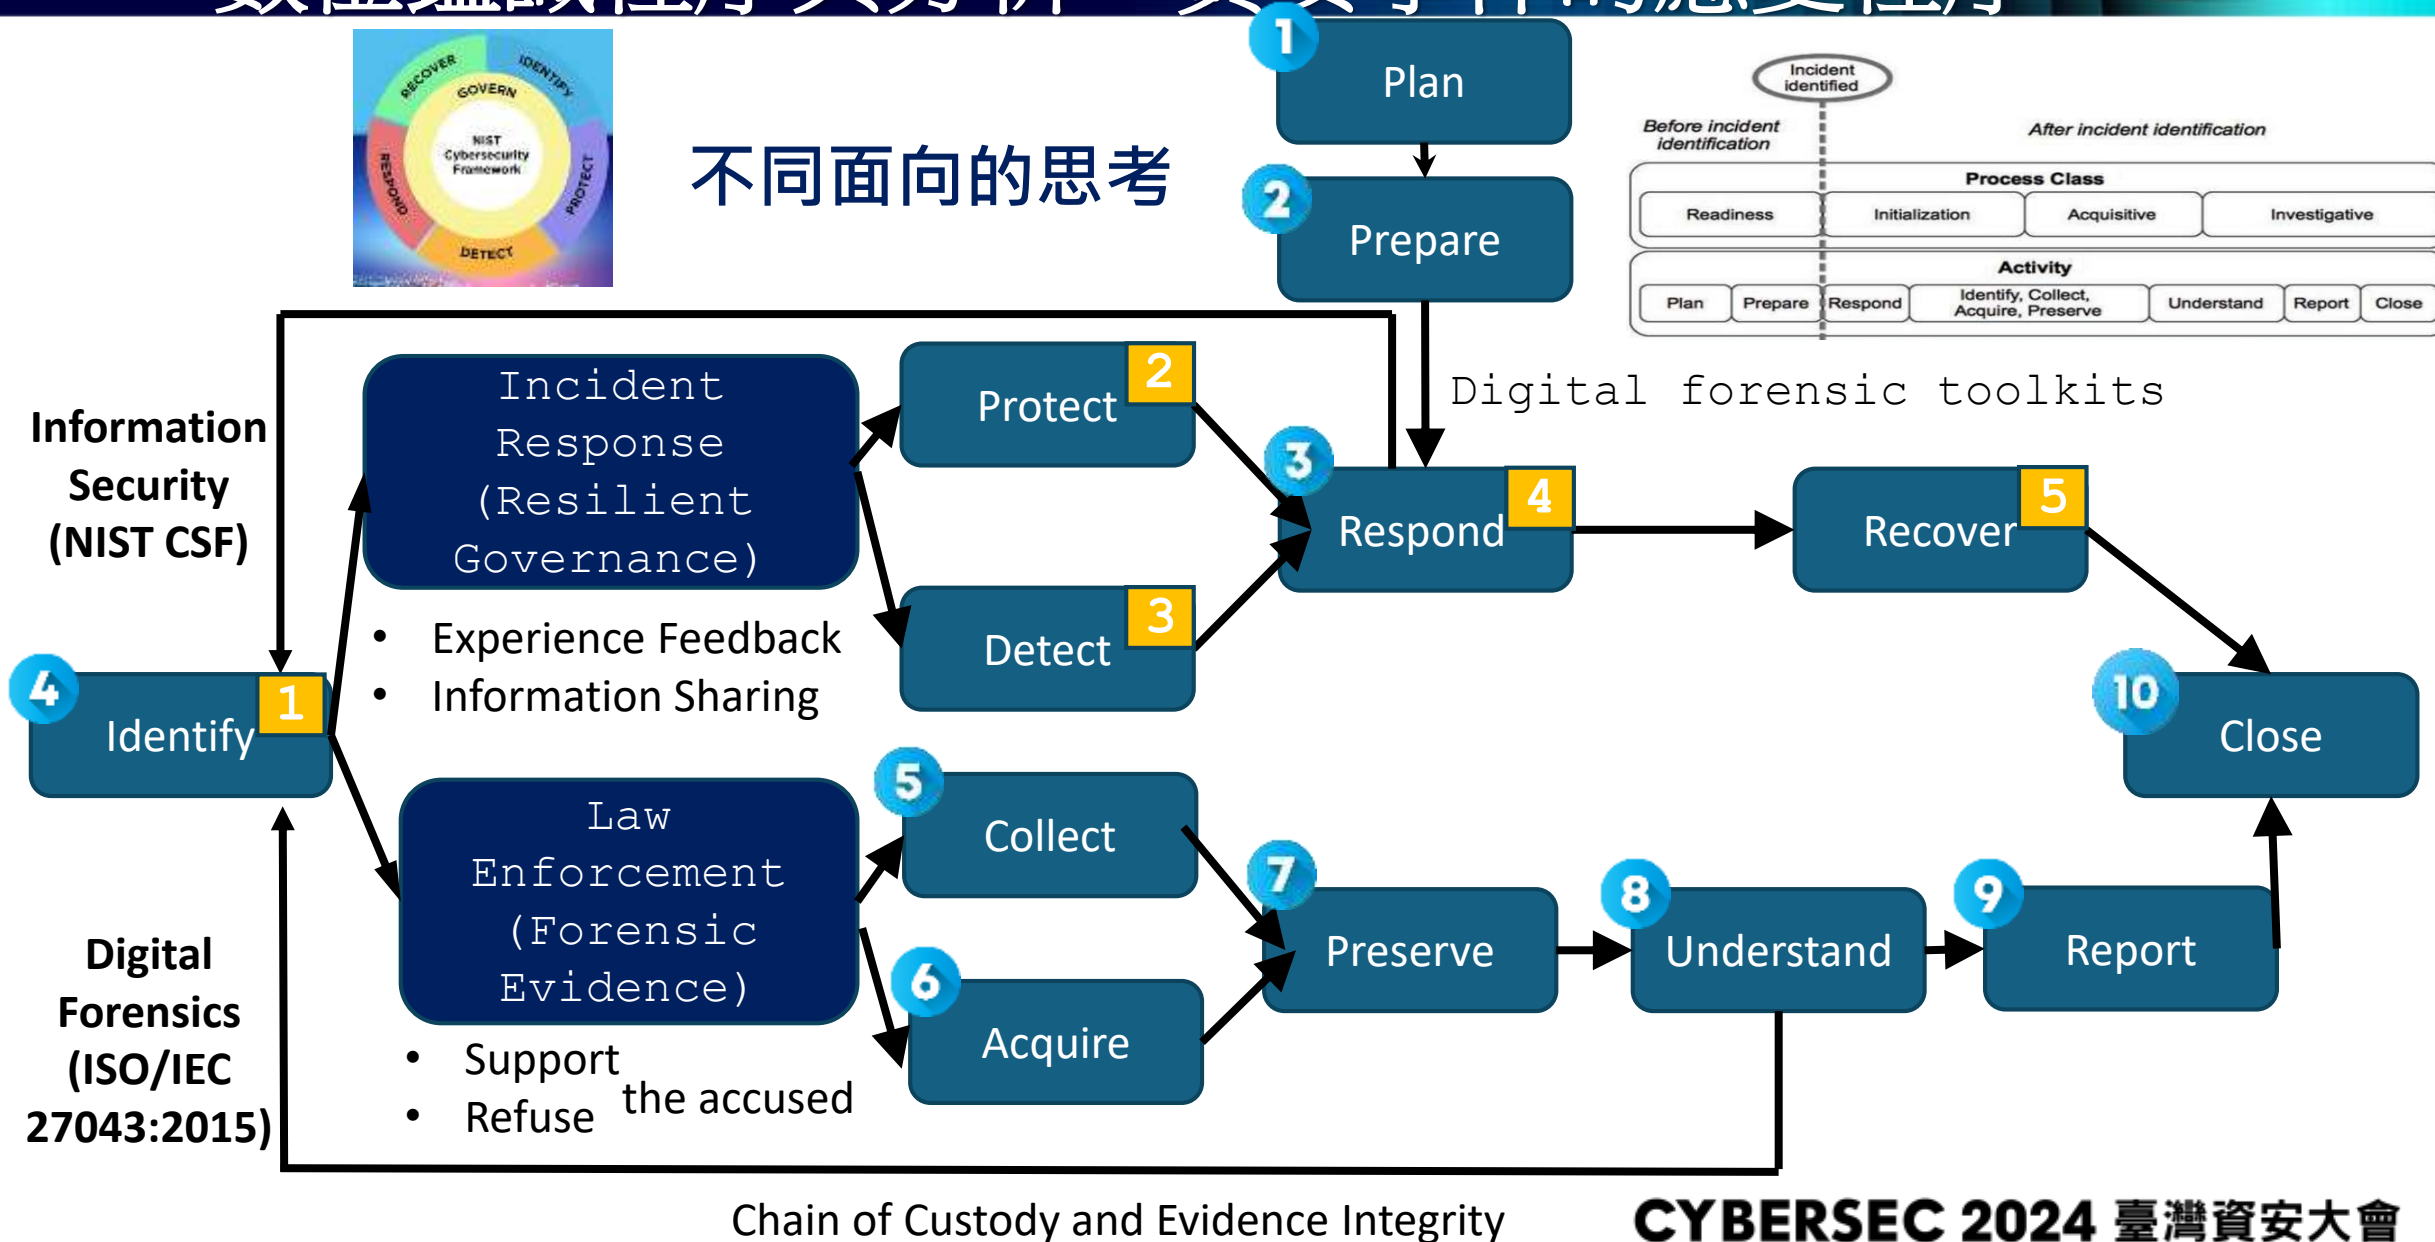 1
Plan
2
Prepare
RECOVER
IDENTIFY
GOVERN
NIST
Cybersecurity
Framework
RESPOND
PROTECT
DETECT
不同面向的思考
Incident
identified
Before incident
identification
After incident identification
Process Class
Readiness
Initialization
Acquisitive
Investigative
Activity
Plan
Prepare
Respond
Identify, Collect,
Acquire, Preserve
Understand
Report
Close
Digital forensic toolkits
Information
Security
(NIST CSF)
Incident
Response
(Resilient
Governance)
Protect
2
3
Respond
4
Recover
5
Experience Feedback
Information Sharing
Detect
3
4
Identify
1
10
Close
Law
Enforcement
(Forensic
Evidence)
5
Collect
6
Acquire
7
Preserve
8
Understand
9
Report
Digital
Forensics
(ISO/IEC
27043:2015)
Support
Refuse
the accused
Chain of Custody and Evidence Integrity
CYBERSEC 2024 臺灣資安大會